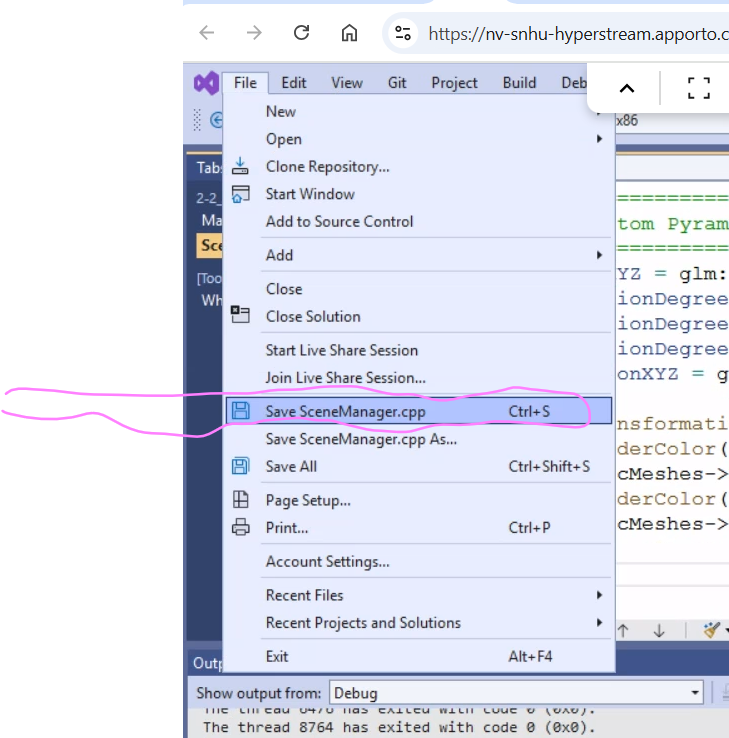 https://nv-snhu-hyperstream.apporto.c
File Edit View Git Project Build Deb
New
x86
Open
Tabs
Clone Repository...
2-2_
Start Window
Ma
Add to Source Control
tom Pyram
Sce
Add
YZ = glm:
[Too
ionDegree
Wh
Close
ionDegree
Close Solution
ionDegree
Start Live Share Session
onXYZ = g
Join Live Share Session...
Save SceneManager.cpp Ctrl+S
nsformati
Save SceneManager.cpp As...
derColor(
Save All Ctrl+Shift+S
cMeshes->
Page Setup...
derColor(
Print... Ctrl+P
cMeshes->
Account Settings...
Recent Files
Recent Projects and Solutions
Exit Alt+F4
Outp
Show output from: Debug
The thread 6476 has exited with code 0 (0x0).
The thread 8764 has exited with code 0 (0x0).